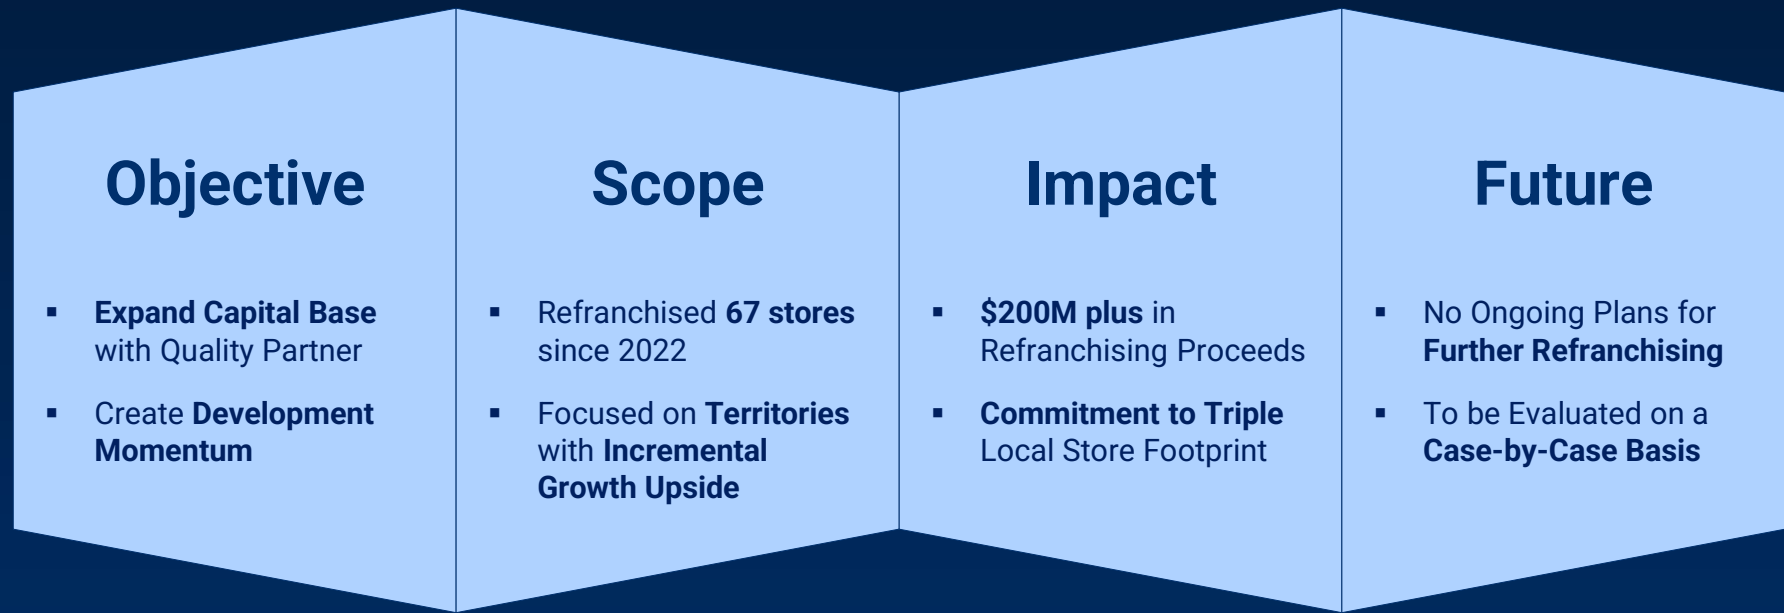 Objective
▪ Expand Capital Base
with Quality Partner
▪ Create Development
Momentum
Scope
▪ Refranchised 67 stores
since 2022
▪ Focused on Territories
with Incremental
Growth Upside
Impact
▪ $200M plus in
Refranchising Proceeds
▪ Commitment to Triple
Local Store Footprint
Future
▪ No Ongoing Plans for
Further Refranchising
▪ To be Evaluated on a
Case-by-Case Basis